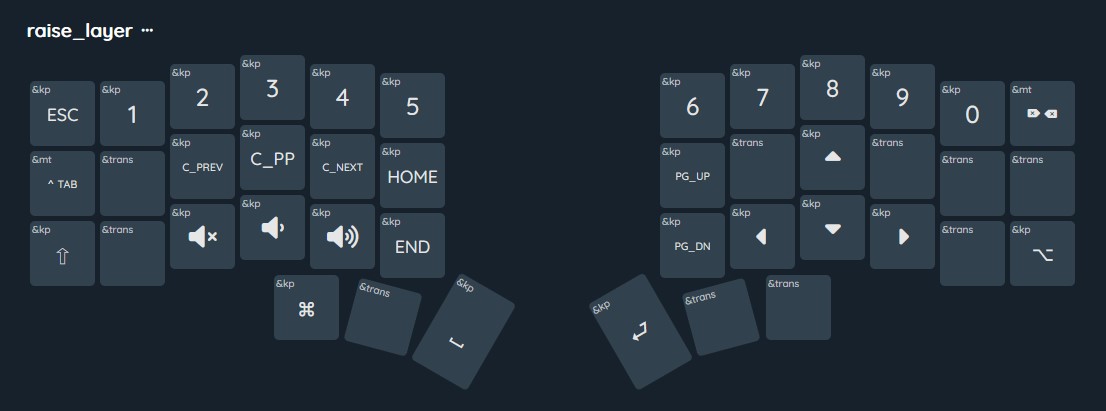 raise_layer ···
&kp ESC
&kp 1
&kp 2
&kp 3
&kp 4
&kp 5
&kp 6
&kp 7
&kp 8
&kp 9
&kp 0
&mt ⌦ ⌫
&mt ^ TAB
&trans
&kp C_PREV
&kp C_PP
&kp C_NEXT
&kp HOME
&kp PG_UP
&trans
&kp
&trans
&trans
&trans
&kp ⇧
&trans
&kp
&kp
&kp
&kp END
&kp PG_DN
&kp
&kp
&kp
&trans
&kp ⌥
&kp ⌘
&trans
&kp
&kp
&trans
&trans